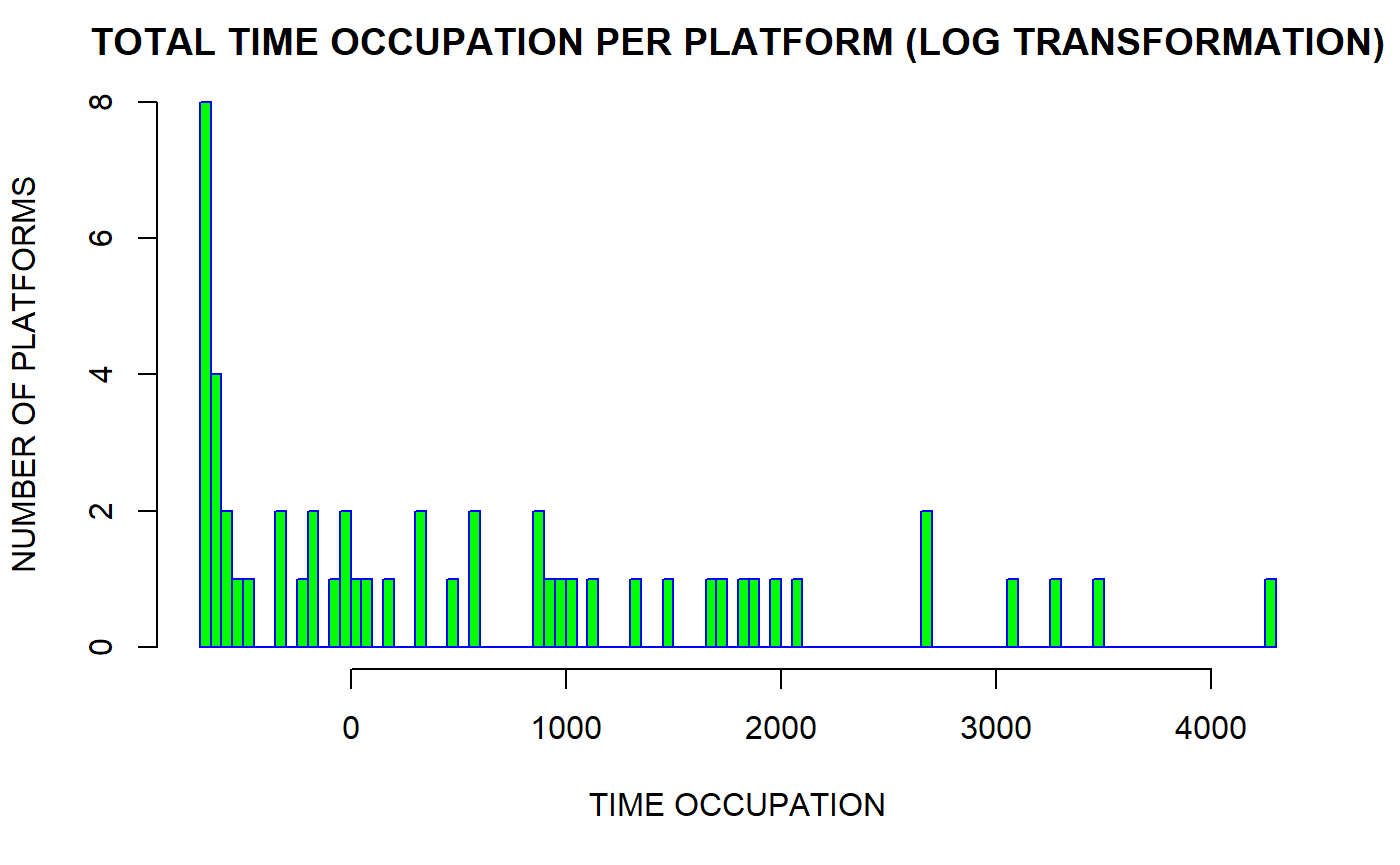 TOTAL TIME OCCUPATION PER PLATFORM (LOG TRANSFORMATION)
NUMBER OF PLATFORMS
8
6
4
2
0
0 1000 2000 3000 4000
TIME OCCUPATION